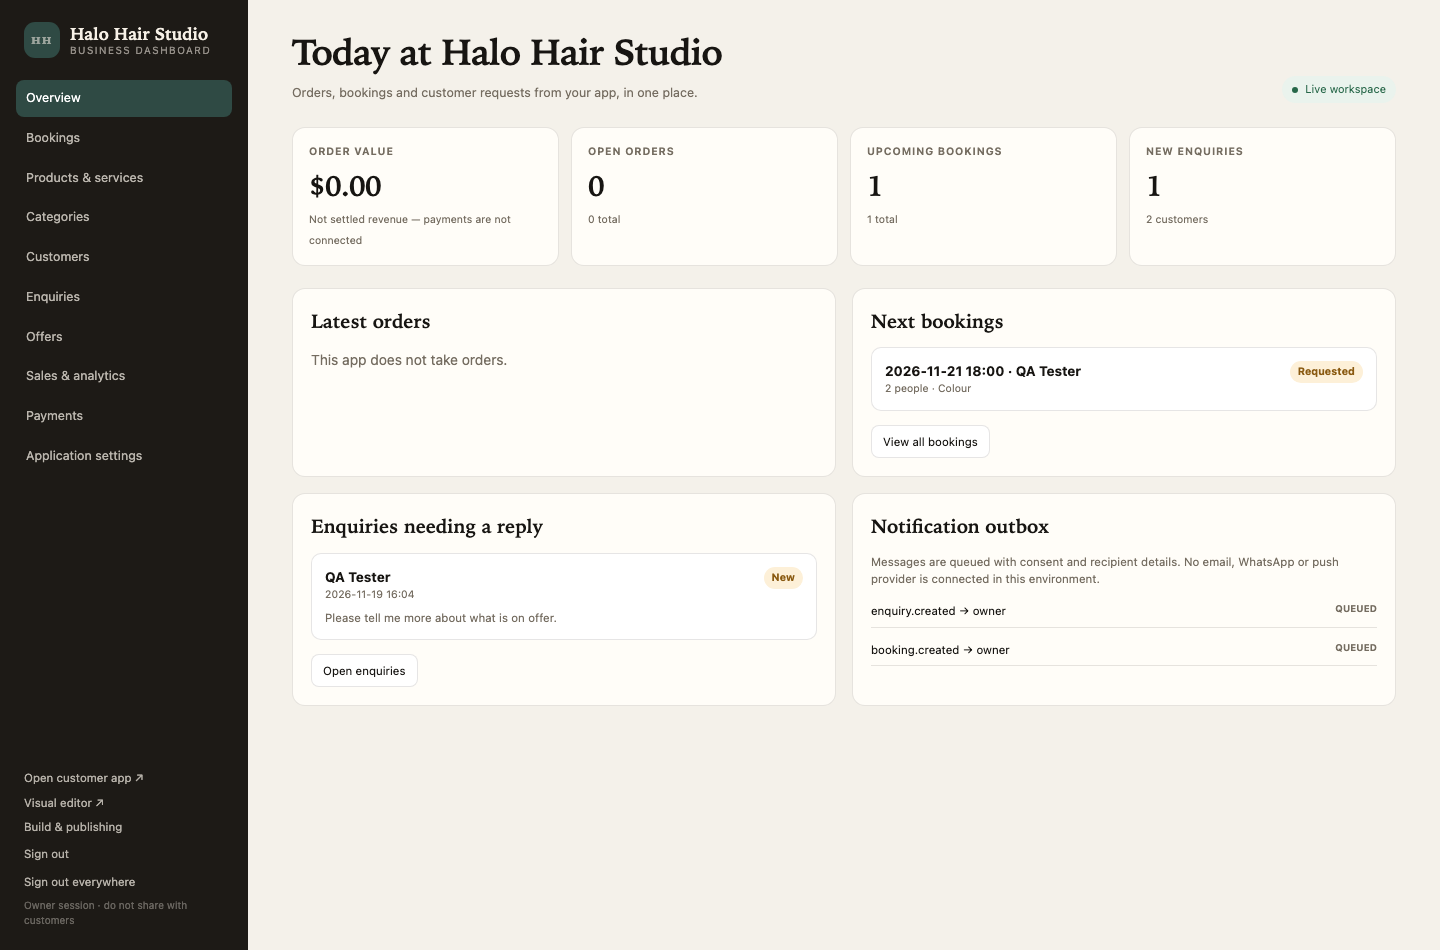 HH
Halo Hair Studio
BUSINESS DASHBOARD
Overview
Bookings
Products & services
Categories
Customers
Enquiries
Offers
Sales & analytics
Payments
Application settings
Open customer app ↗
Visual editor ↗
Build & publishing
Sign out
Sign out everywhere
Owner session · do not share with
customers
Today at Halo Hair Studio
Orders, bookings and customer requests from your app, in one place.
Live workspace
ORDER VALUE
$0.00
Not settled revenue — payments are not
connected
OPEN ORDERS
0
0 total
UPCOMING BOOKINGS
1
1 total
NEW ENQUIRIES
1
2 customers
Latest orders
This app does not take orders.
Next bookings
2026-11-21 18:00 · QA Tester
Requested
2 people · Colour
View all bookings
Enquiries needing a reply
QA Tester
New
2026-11-19 16:04
Please tell me more about what is on offer.
Open enquiries
Notification outbox
Messages are queued with consent and recipient details. No email, WhatsApp or push
provider is connected in this environment.
enquiry.created → owner
QUEUED
booking.created → owner
QUEUED